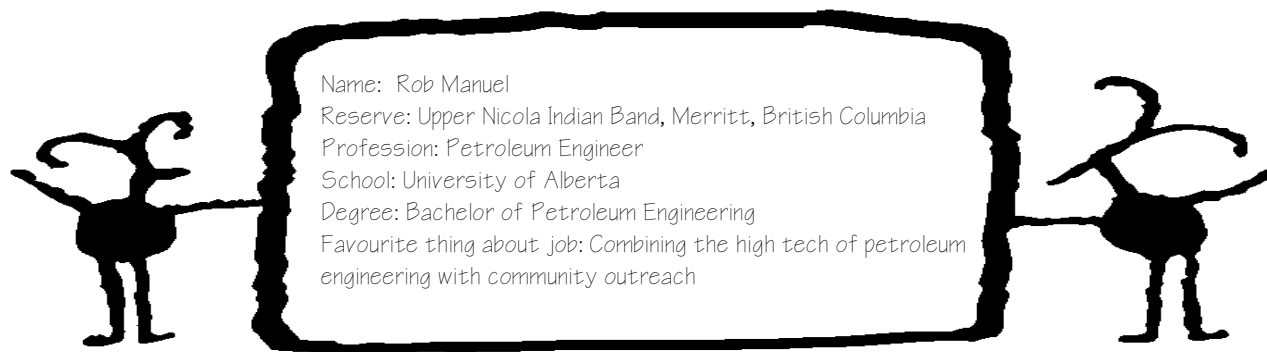 Name:  Rob Manuel
Reserve: Upper Nicola Indian Band, Merritt, British Columbia
Profession: Petroleum Engineer
School: University of Alberta
Degree: Bachelor of Petroleum Engineering
Favourite thing about job: Combining the high tech of petroleum
engineering with community outreach